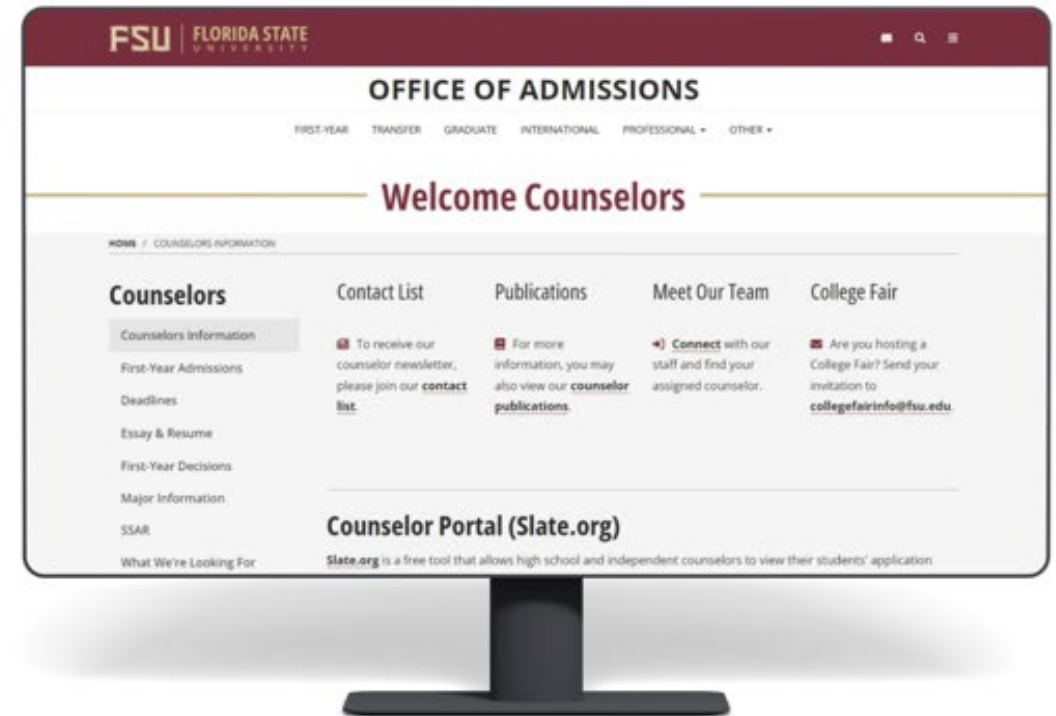 FSU FLORIDA STATE
UNIVERSITY
OFFICE OF ADMISSIONS
FIRST-YEAR TRANSFER GRADUATE INTERNATIONAL PROFESSIONAL OTHER
Welcome Counselors
HOME / COUNSELORS INFORMATION
Counselors
Counselors Information
First-Year Admissions
Deadlines
Essay & Resume
First-Year Decisions
Major Information
SSAR
What We're Looking For
Contact List
To receive our
counselor newsletter,
please join our contact
list.
Publications
For more
information, you may
also view our counselor
publications.
Meet Our Team
Connect with our
staff and find your
assigned counselor.
College Fair
Are you hosting a
College Fair? Send your
invitation to
collegefairinfo@fsu.edu.
Counselor Portal (Slate.org)
Slate.org is a free tool that allows high school and independent counselors to view their students' application